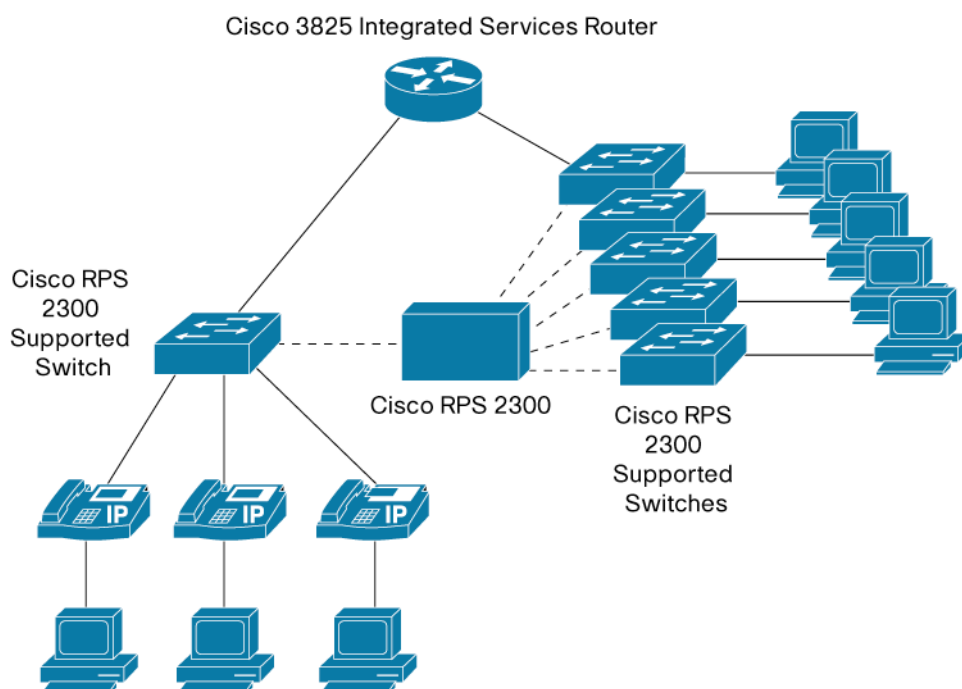 Cisco 3825 Integrated Services Router
Cisco RPS
2300
Supported
Switch
Cisco RPS 2300
Cisco RPS
2300
Supported
Switches
IP
IP
IP